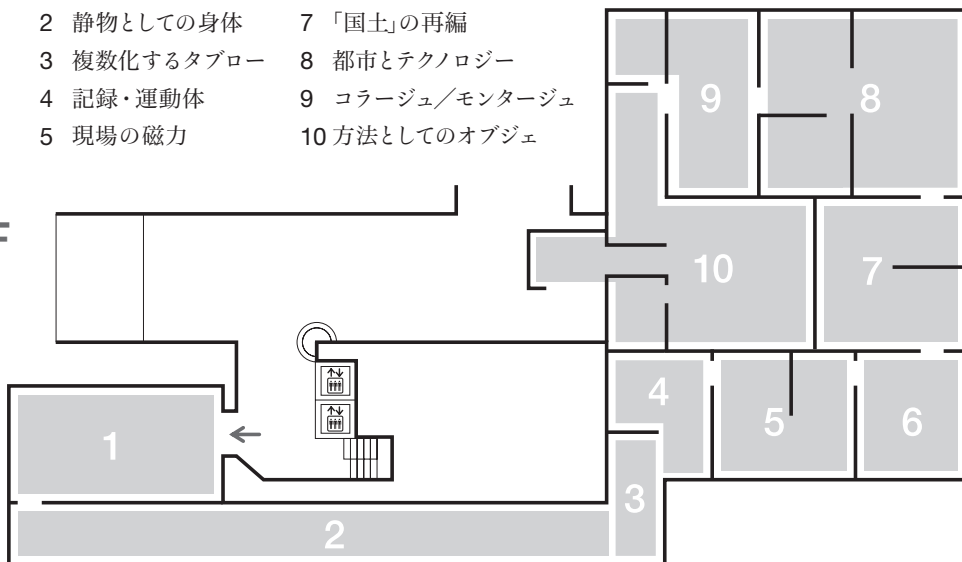 2 静物としての身体
3 複数化するタブロー
4 記録・運動体
5 現場の磁力
7 「国土」の再編
8 都市とテクノロジー
9 コラージュ／モンタージュ
10 方法としてのオブジェ
9
8
10
7
4
5
6
1
3
2